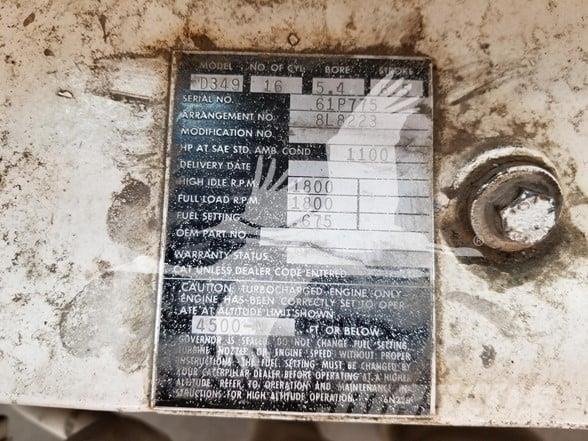 MODEL NO. OF CYL. BORE STROKE
D349 16 5.4
SERIAL NO. 61P775
ARRANGEMENT NO.
MODIFICATION NO.
HP AT SAE STD. AMB. COND. 1100
DELIVERY DATE
HIGH IDLE R.P.M. 1800
FULL LOAD R.P.M. 1800
FUEL SETTING .675
OEM PART NO.
WARRANTY STATUS
CAT UNLESS DEALER CODE ENTERED
CAUTION: TURBOCHARGED ENGINE ONLY
ENGINE HAS BEEN CORRECTLY SET TO OPER-
ATE AT ALTITUDE LIMIT SHOWN
4500 FT OR BELOW
GOVERNOR IS SEALED. DO NOT CHANGE FUEL SETTING,
TURBINE NOZZLE OR ENGINE SPEED WITHOUT PROPER
INSTRUCTIONS. THE FUEL SETTING MUST BE CHANGED BY
YOUR CATERPILLAR DEALER BEFORE OPERATING AT A HIGHER
ALTITUDE. REFER TO OPERATION AND MAINTENANCE IN-
STRUCTIONS FOR HIGH ALTITUDE OPERATION.